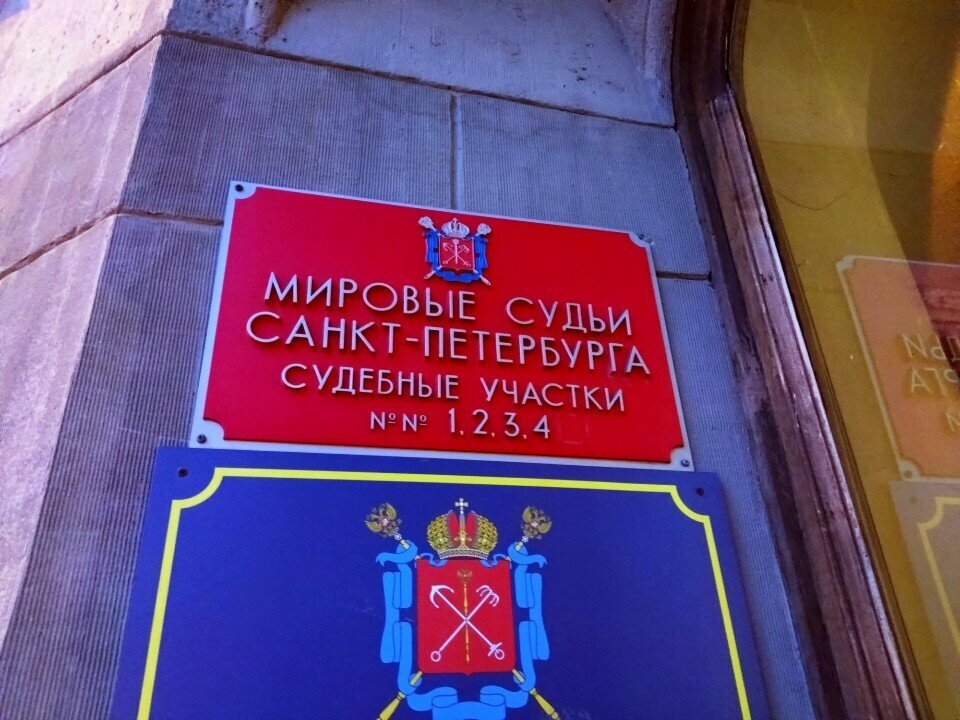 МИРОВЫЕ СУДЬИ
САНКТ-ПЕТЕРБУРГА
СУДЕБНЫЕ УЧАСТКИ
№№ 1,2,3,4